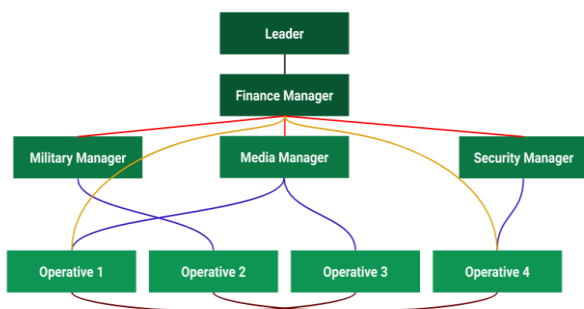 Leader
Finance Manager
Military Manager
Media Manager
Security Manager
Operative 1
Operative 2
Operative 3
Operative 4